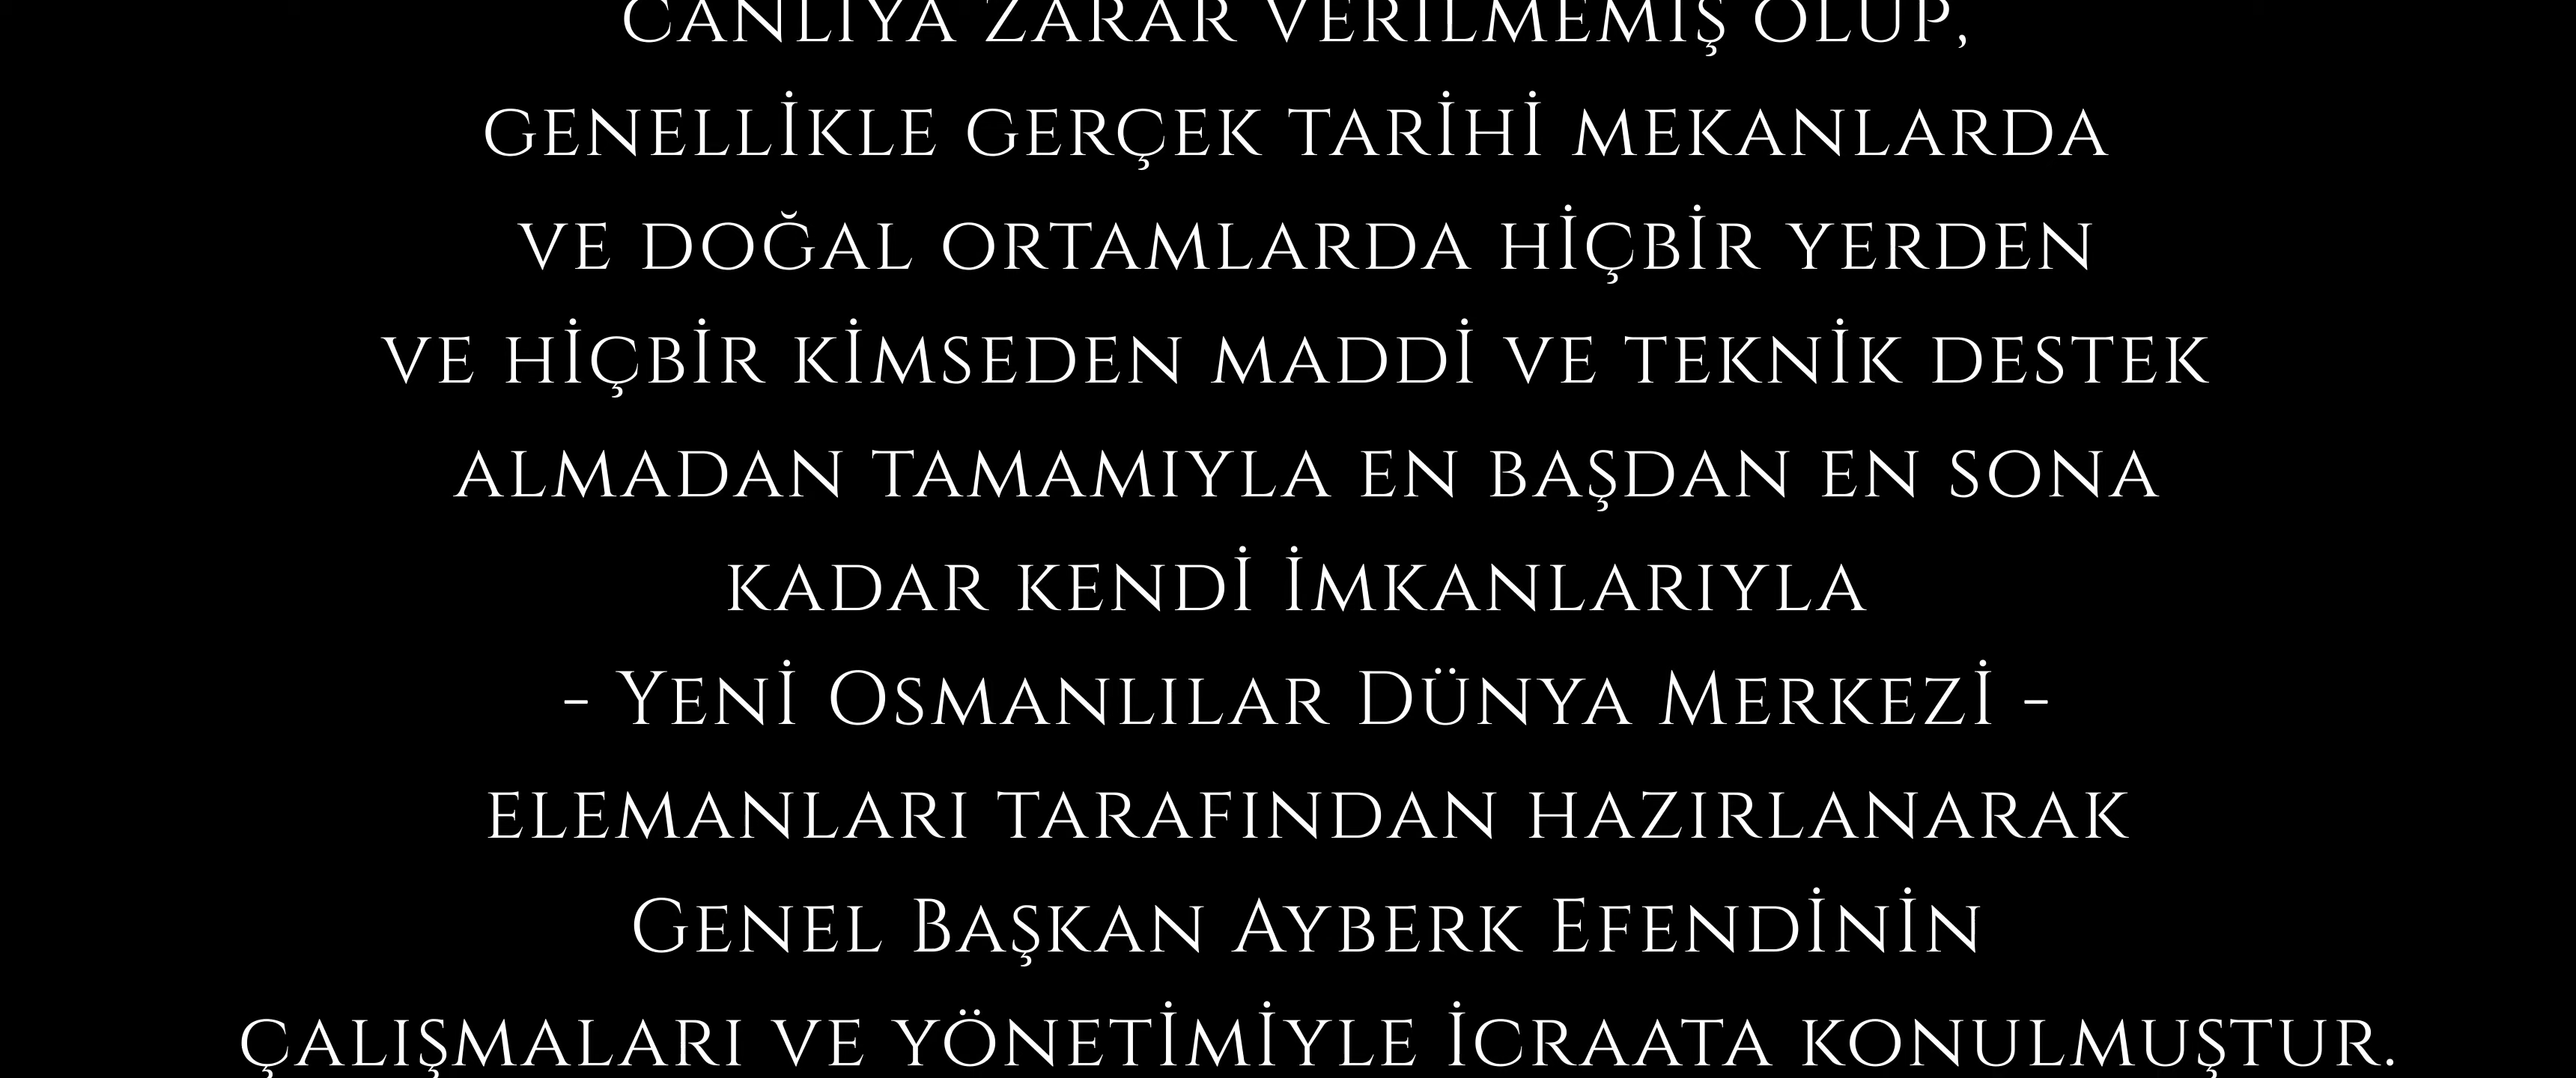 CANLIYA ZARAR VERİLMEMİŞ OLUP,
GENELLİKLE GERÇEK TARİHİ MEKANLARDA
VE DOĞAL ORTAMLARDA HİÇBİR YERDEN
VE HİÇBİR KİMSEDEN MADDİ VE TEKNİK DESTEK
ALMADAN TAMAMIYLA EN BAŞDAN EN SONA
KADAR KENDİ İMKANLARIYLA
- YENİ OSMANLILAR DÜNYA MERKEZİ -
ELEMANLARI TARAFINDAN HAZIRLANARAK
GENEL BAŞKAN AYBERK EFENDİNİN
ÇALIŞMALARI VE YÖNETİMİYLE İCRAATA KONULMUŞTUR.